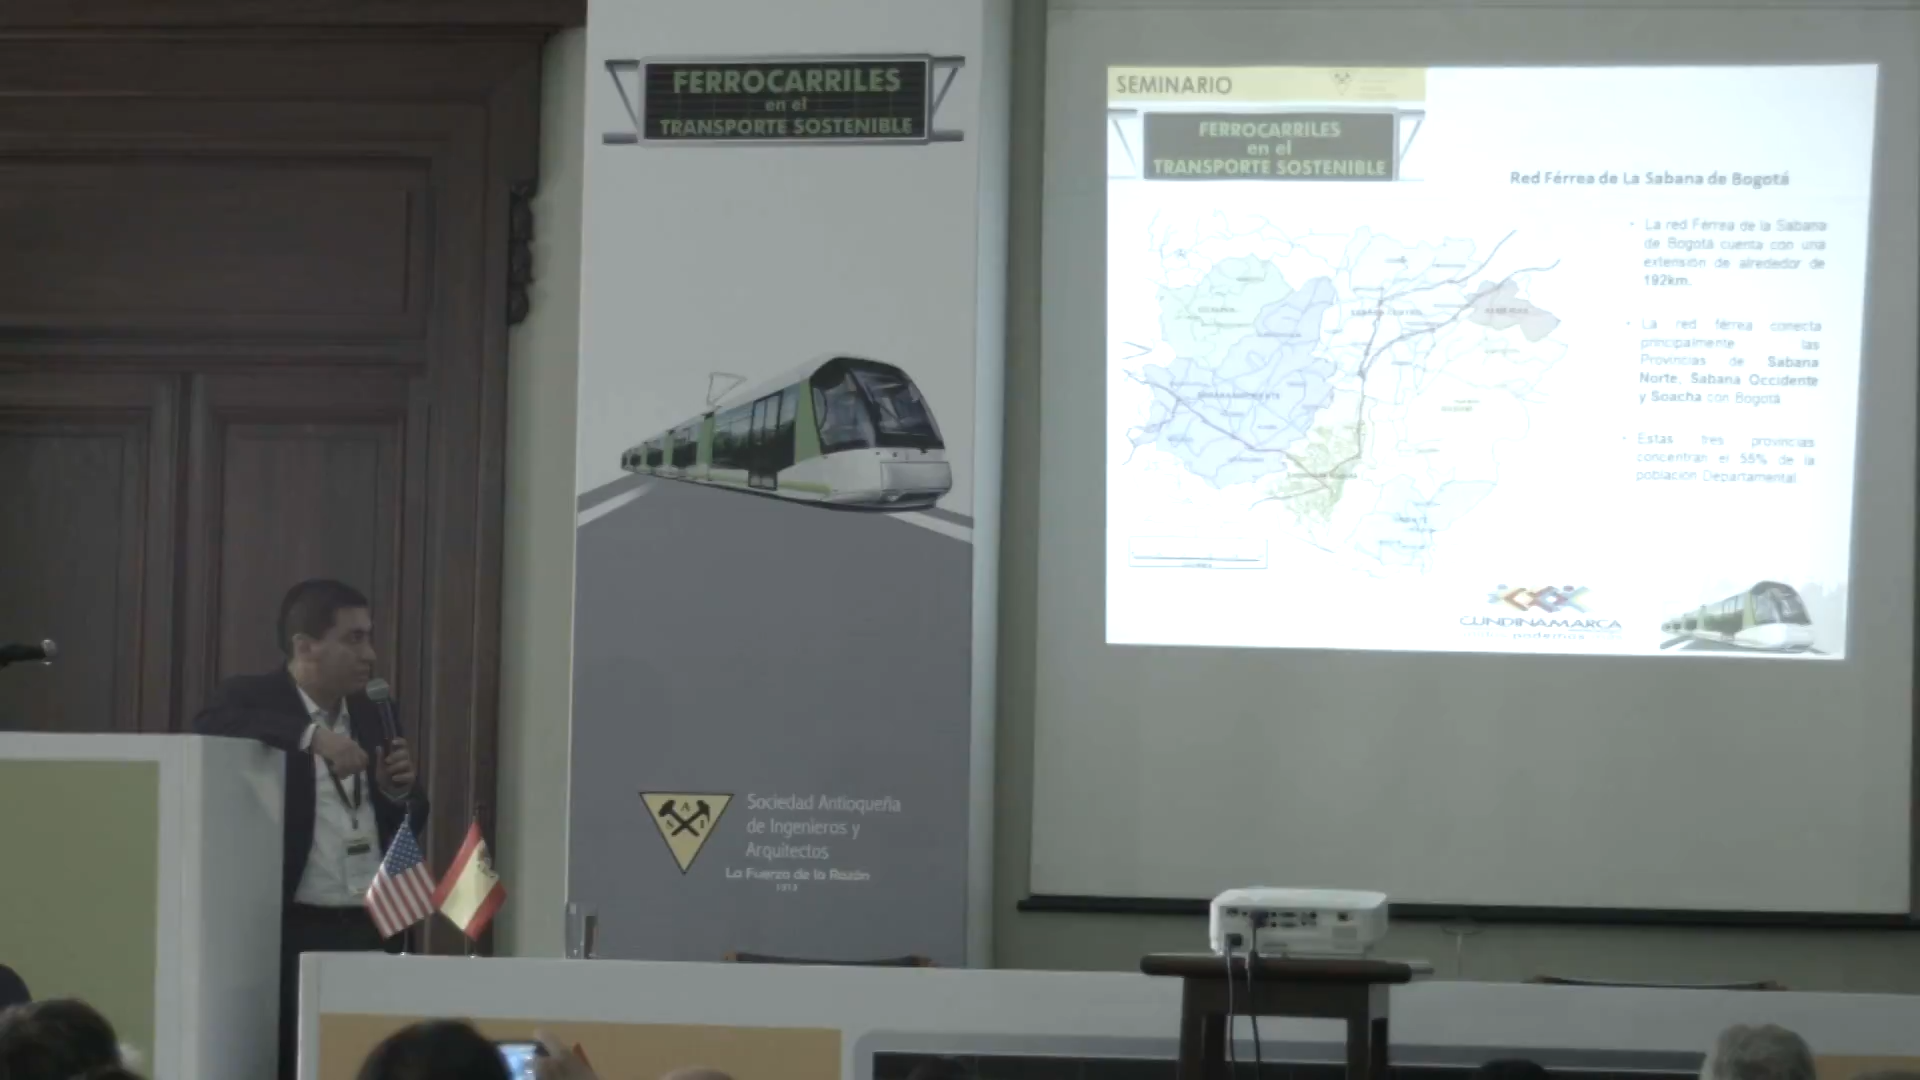 FERROCARRILES
en el
TRANSPORTE SOSTENIBLE
Sociedad Antioqueña
de Ingenieros y
Arquitectos
La Fuerza de la Razón
1913
SEMINARIO
FERROCARRILES
en el
TRANSPORTE SOSTENIBLE
Red Férrea de La Sabana de Bogotá
• La red Férrea de la Sabana
de Bogotá cuenta con una
extensión de alrededor de
192km.
• La red férrea conecta
principalmente las
Provincias de Sabana
Norte, Sabana Occidente
y Soacha con Bogotá
• Estas tres provincias
concentran el 55% de la
población Departamental
CUNDINAMARCA
podemos